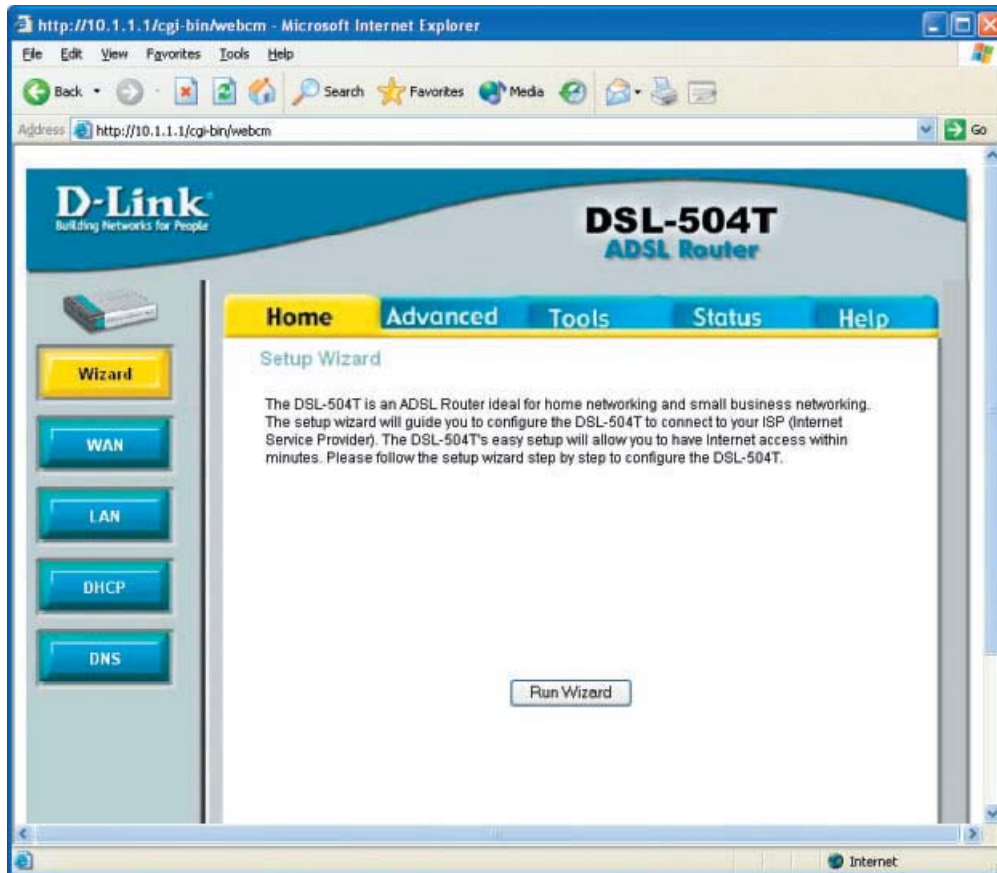 http://10.1.1.1/cgi-bin/webcm - Microsoft Internet Explorer
File Edit View Favorites Tools Help
Back Search Favorites Media
Address http://10.1.1.1/cgi-bin/webcm Go
D-Link
Building Networks for People
DSL-504T
ADSL Router
Home Advanced Tools Status Help
Wizard
WAN
LAN
DHCP
DNS
Setup Wizard
The DSL-504T is an ADSL Router ideal for home networking and small business networking.
The setup wizard will guide you to configure the DSL-504T to connect to your ISP (Internet
Service Provider). The DSL-504T's easy setup will allow you to have Internet access within
minutes. Please follow the setup wizard step by step to configure the DSL-504T.
Run Wizard
Internet